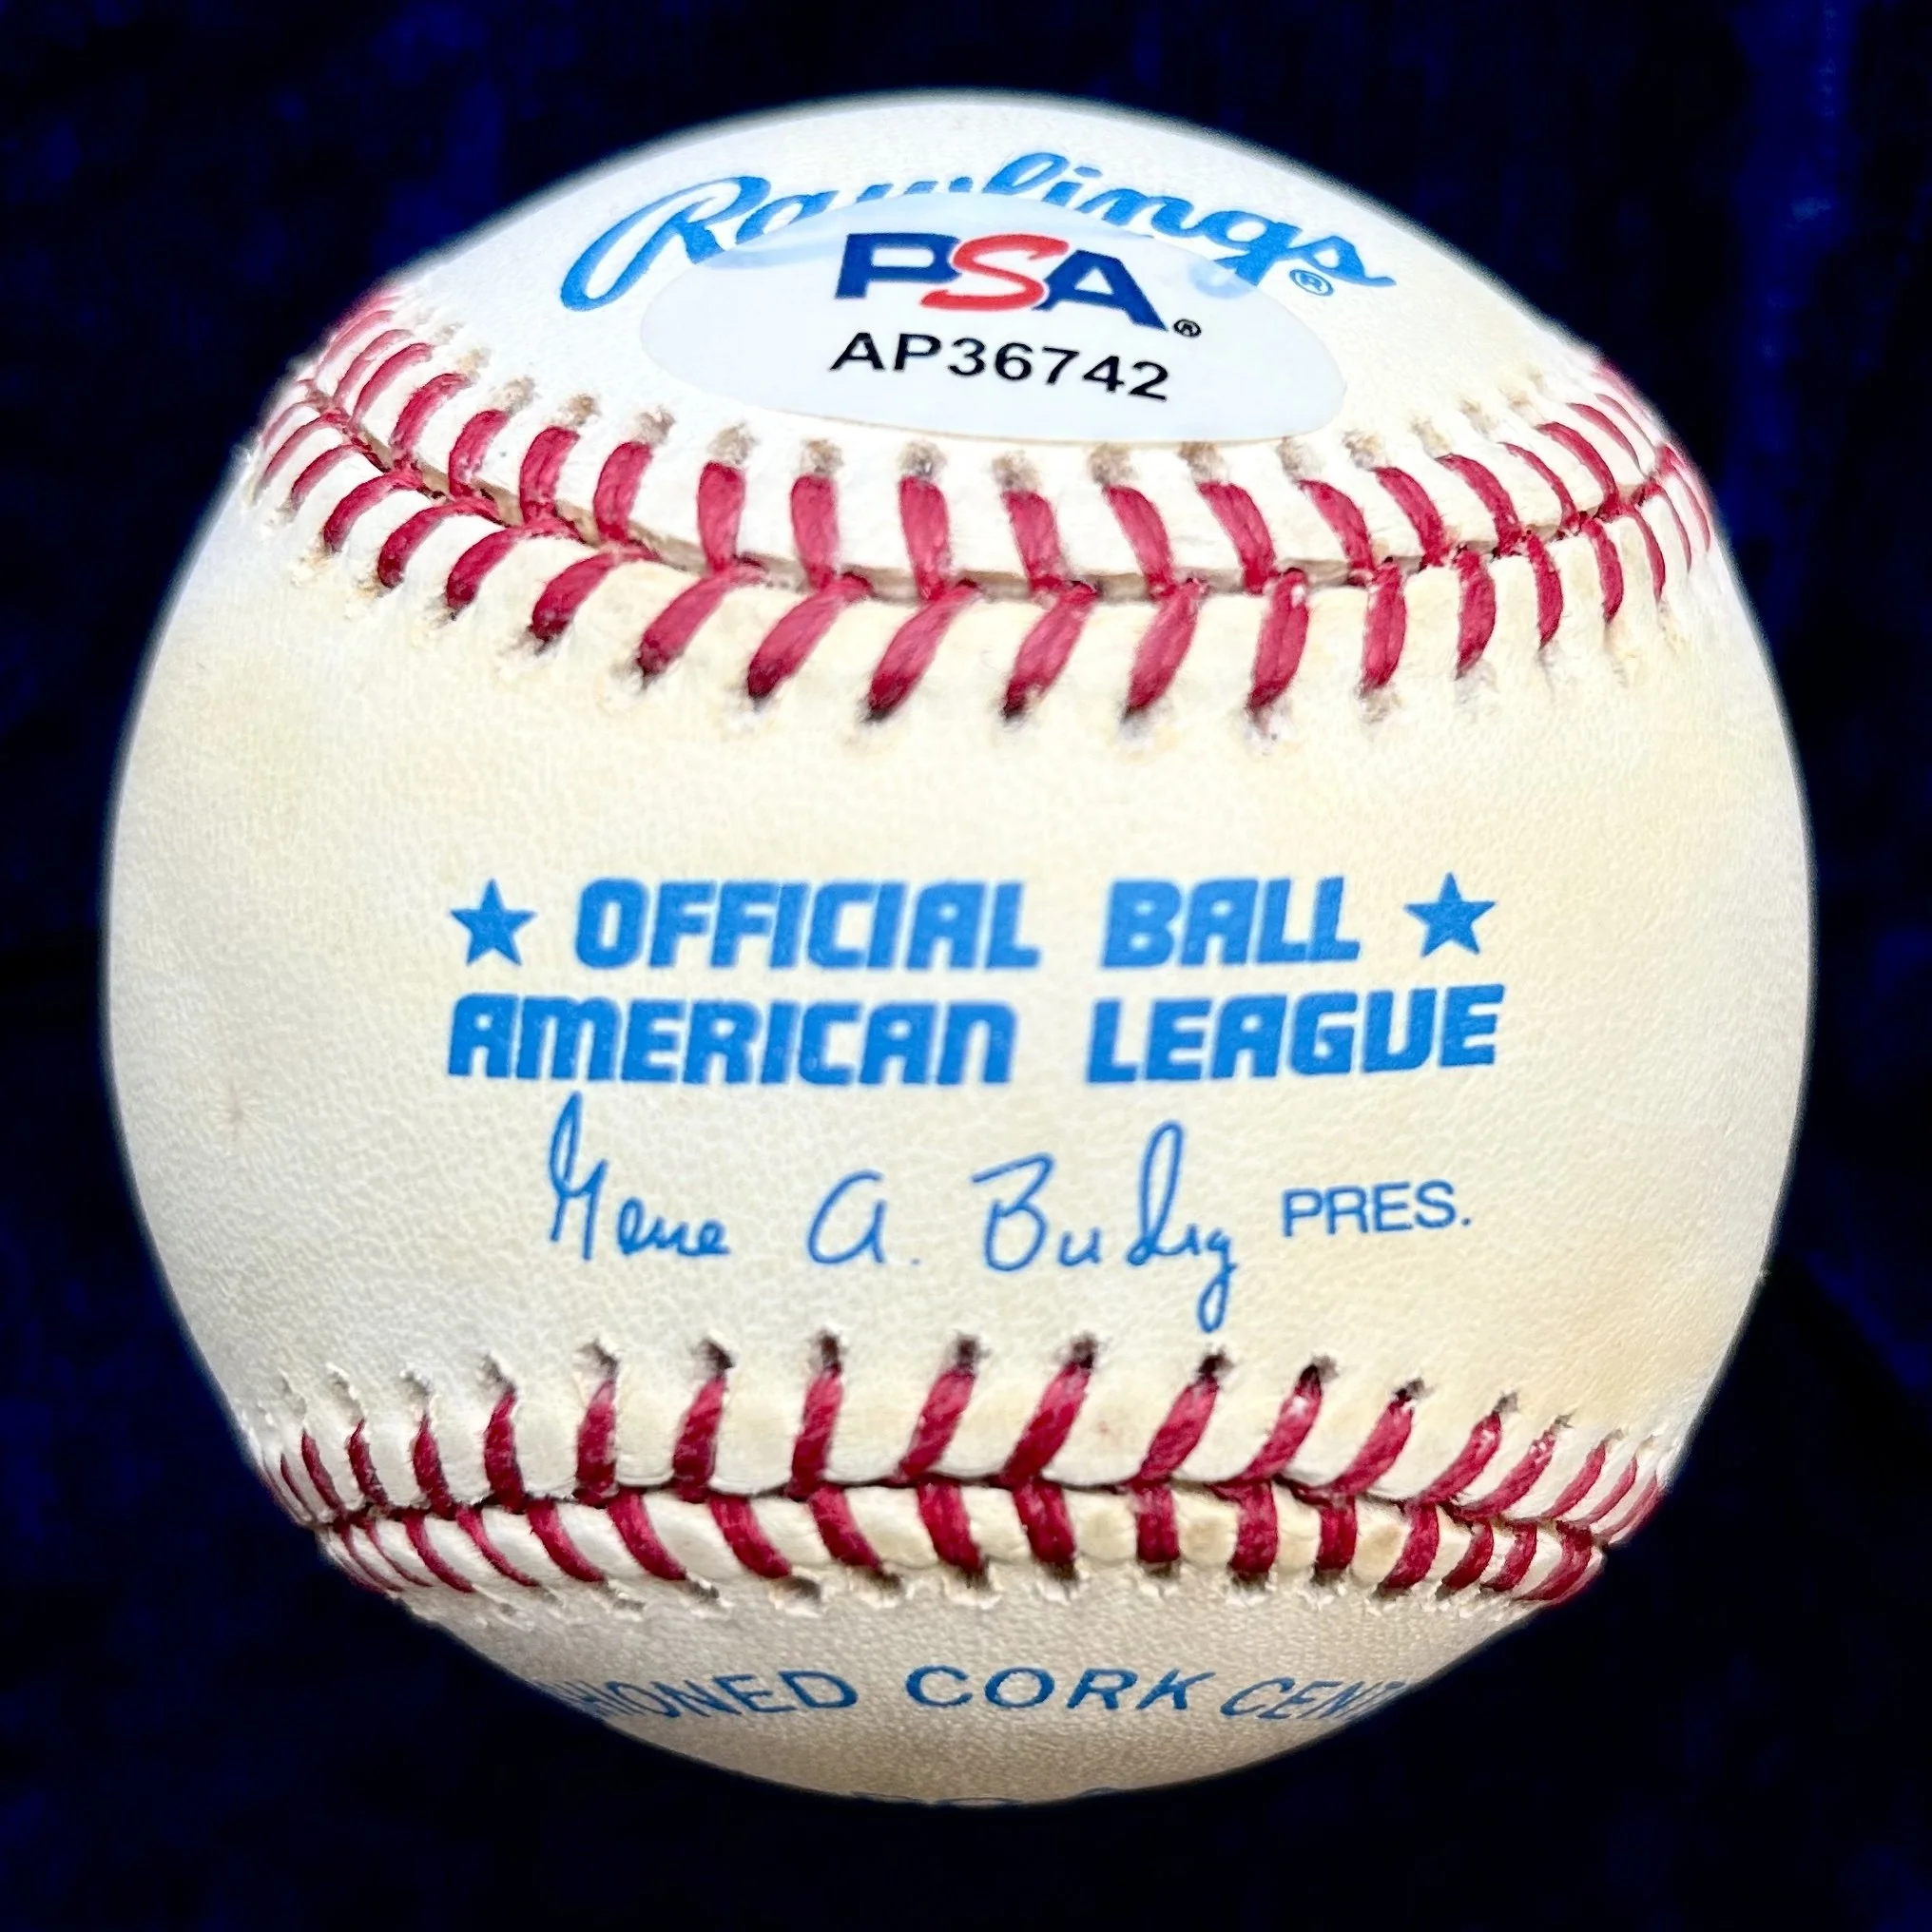 Rawlings®
PSA®
AP36742
★ OFFICIAL BALL ★
AMERICAN LEAGUE
Gene A. Budig PRES.
CORK